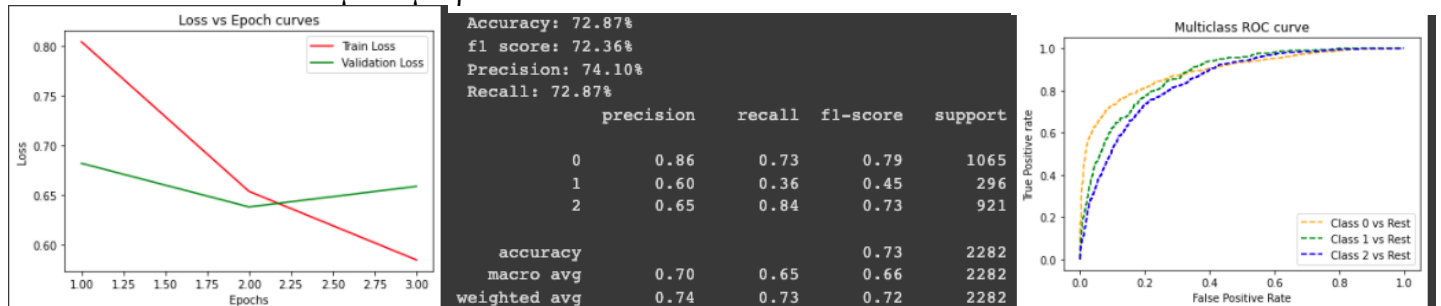 Loss vs Epoch curves
Train Loss
Validation Loss
0.80
0.75
0.70
0.65
0.60
Loss
1.00 1.25 1.50 1.75 2.00 2.25 2.50 2.75 3.00
Epochs
Accuracy: 72.87%
f1 score: 72.36%
Precision: 74.10%
Recall: 72.87%
precision recall f1-score support
0 0.86 0.73 0.79 1065
1 0.60 0.36 0.45 296
2 0.65 0.84 0.73 921
accuracy 0.73 2282
macro avg 0.70 0.65 0.66 2282
weighted avg 0.74 0.73 0.72 2282
Multiclass ROC curve
1.0
0.8
0.6
0.4
0.2
0.0
True Positive rate
Class 0 vs Rest
Class 1 vs Rest
Class 2 vs Rest
0.0 0.2 0.4 0.6 0.8 1.0
False Positive Rate